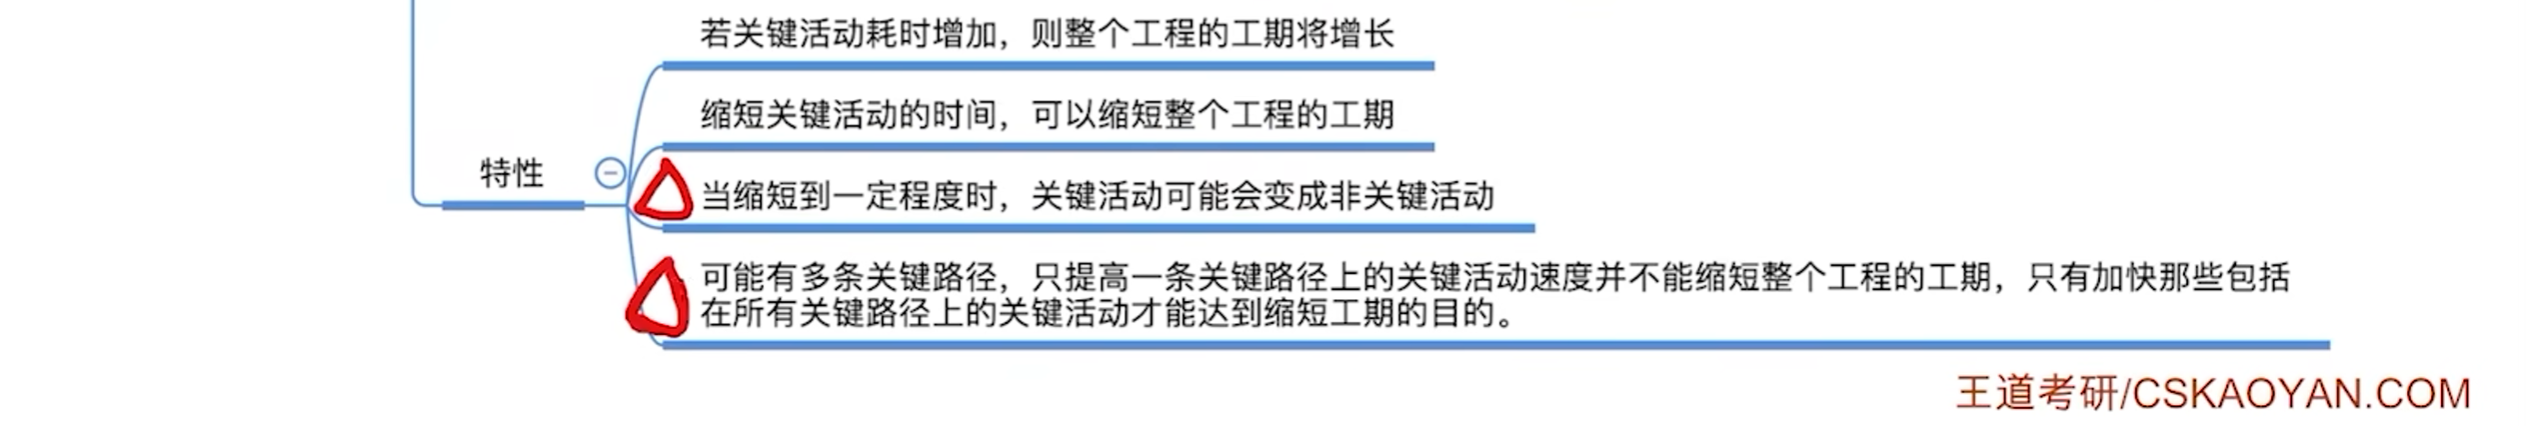 若关键活动耗时增加，则整个工程的工期将增长
缩短关键活动的时间，可以缩短整个工程的工期
特性
当缩短到一定程度时，关键活动可能会变成非关键活动
可能有多条关键路径，只提高一条关键路径上的关键活动速度并不能缩短整个工程的工期，只有加快那些包括
在所有关键路径上的关键活动才能达到缩短工期的目的。
王道考研/CSKAOYAN.COM